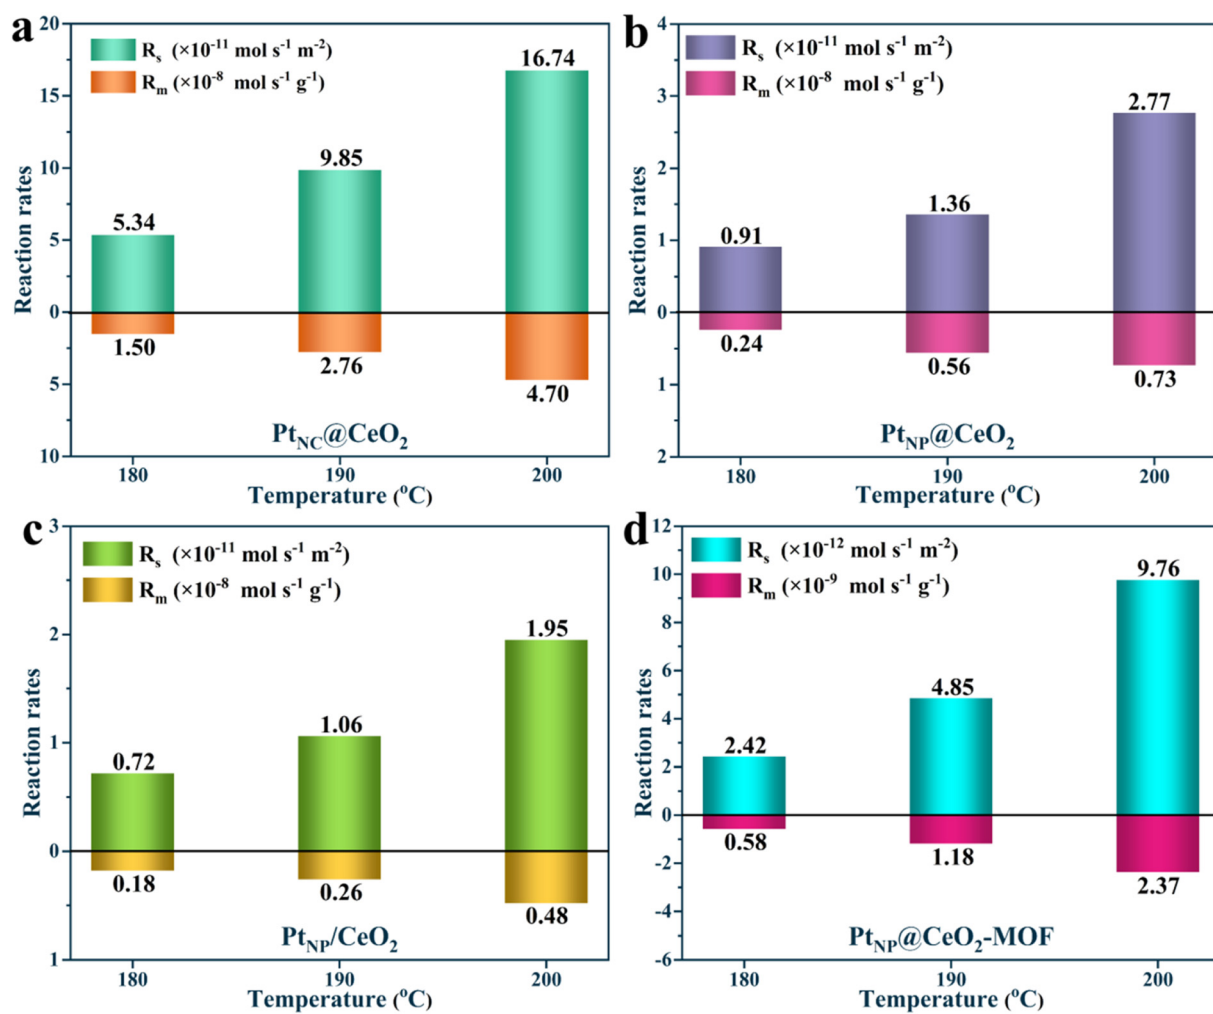 a
20
15
10
5
0
5
10
Reaction rates
Rs (×10-11 mol s-1 m-2)
Rm (×10-8 mol s-1 g-1)
5.34
9.85
16.74
1.50
2.76
4.70
PtNC@CeO2
180
190
200
Temperature (oC)
b
4
3
2
1
0
1
2
Reaction rates
Rs (×10-11 mol s-1 m-2)
Rm (×10-8 mol s-1 g-1)
0.91
1.36
2.77
0.24
0.56
0.73
PtNP@CeO2
180
190
200
Temperature (oC)
c
3
2
1
0
1
Reaction rates
Rs (×10-11 mol s-1 m-2)
Rm (×10-8 mol s-1 g-1)
0.72
1.06
1.95
0.18
0.26
0.48
PtNP/CeO2
180
190
200
Temperature (oC)
d
12
10
8
6
4
2
0
-2
-4
-6
Reaction rates
Rs (×10-12 mol s-1 m-2)
Rm (×10-9 mol s-1 g-1)
2.42
4.85
9.76
0.58
1.18
2.37
PtNP@CeO2-MOF
180
190
200
Temperature (oC)